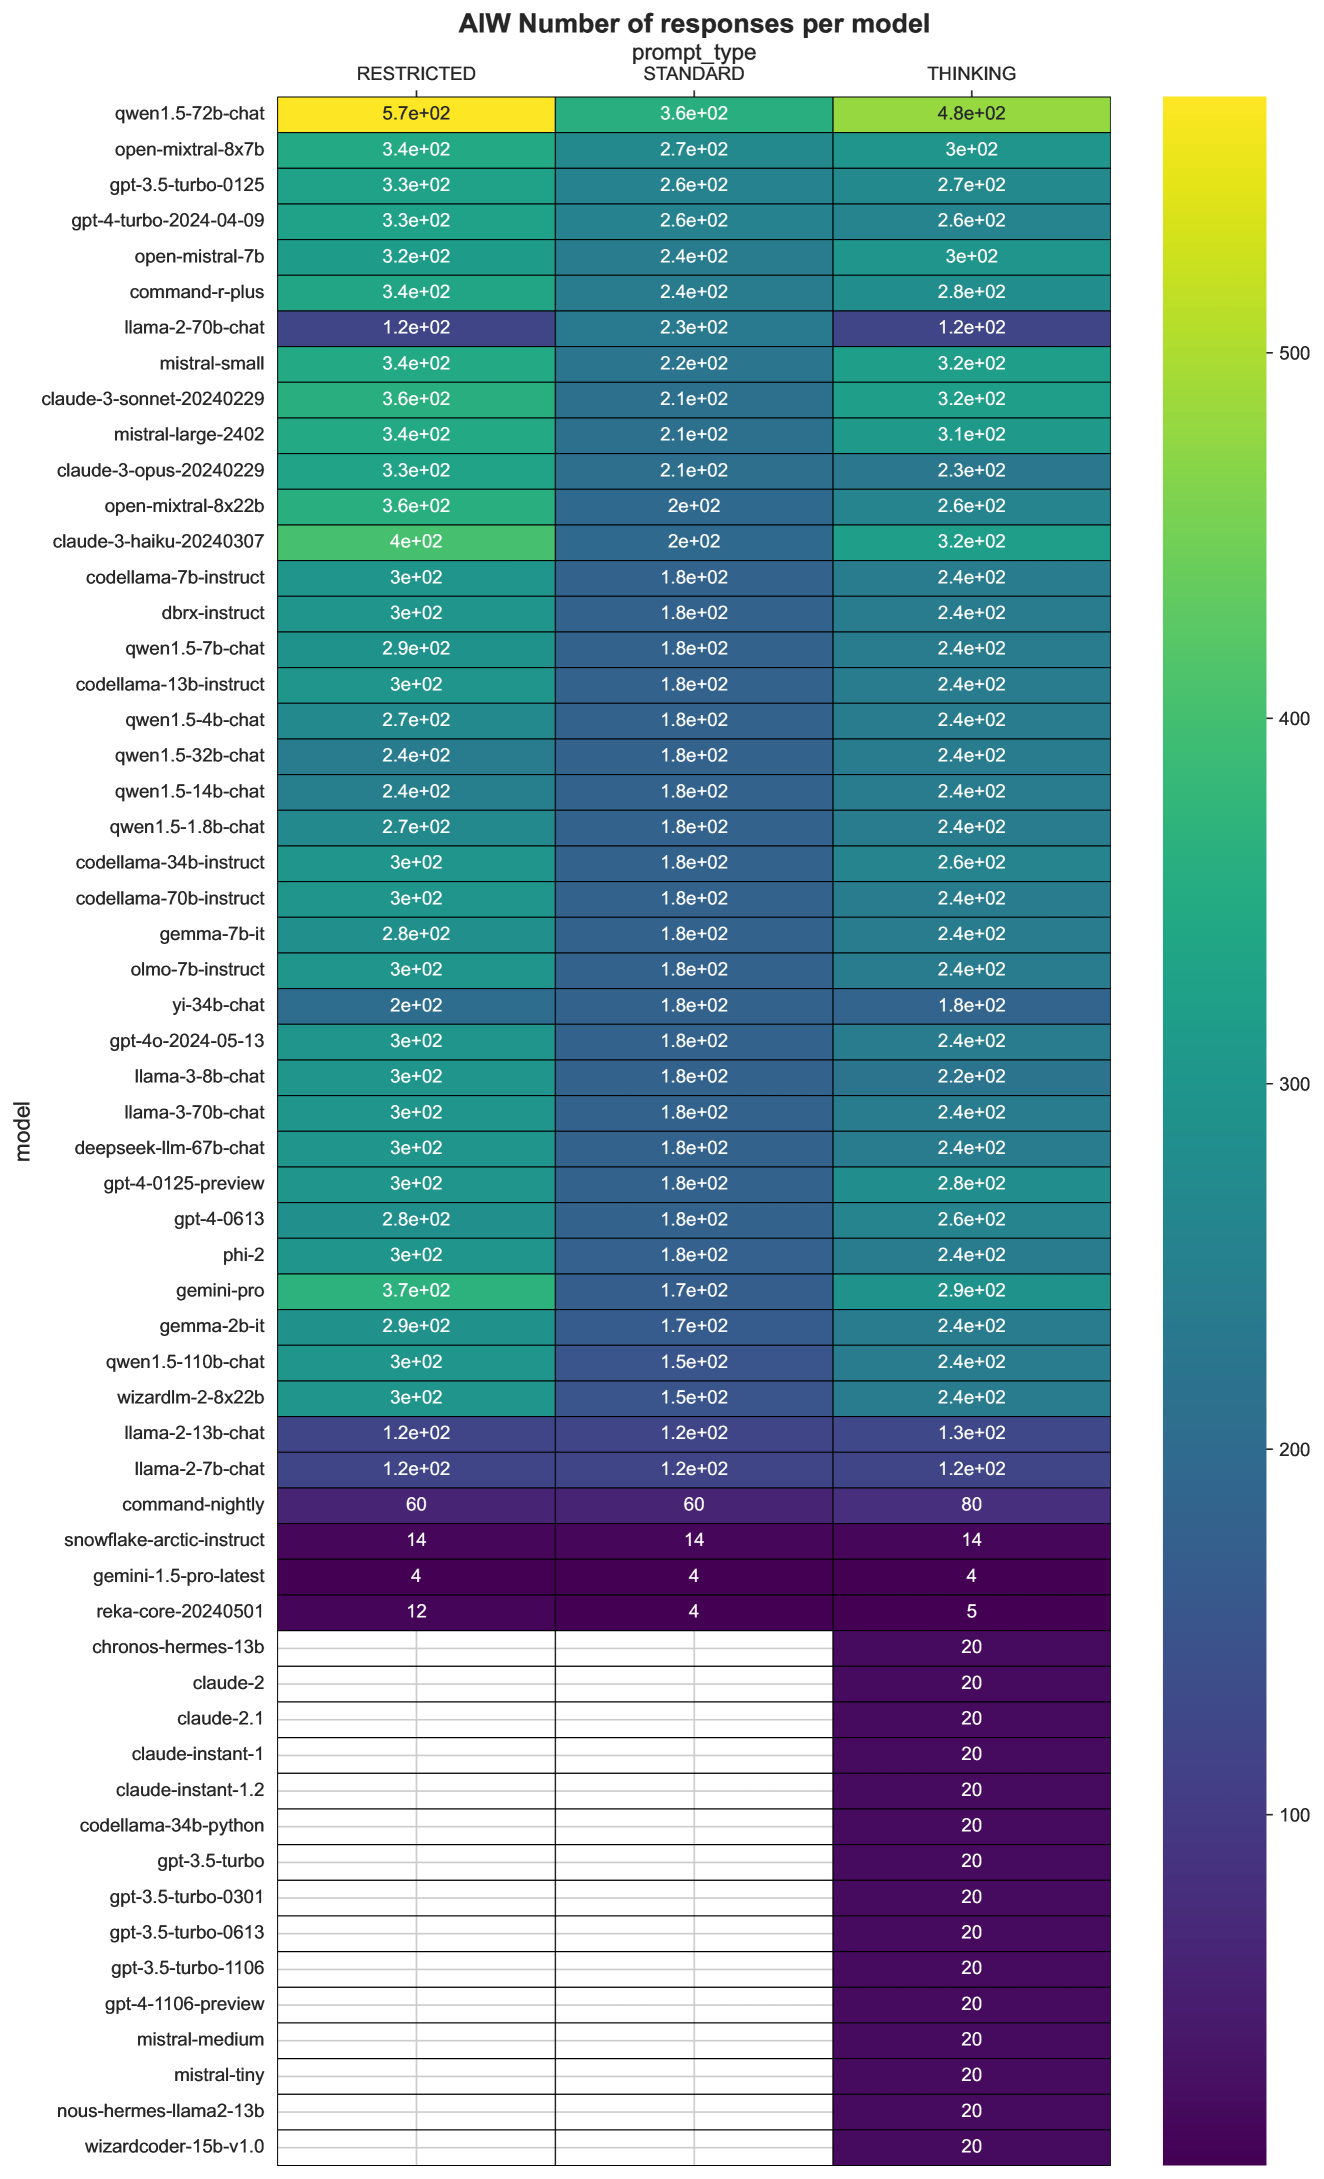 AIW Number of responses per model
prompt_type
RESTRICTED STANDARD THINKING
qwen1.5-72b-chat 5.7e+02 3.6e+02 4.8e+02
open-mixtral-8x7b 3.4e+02 2.7e+02 3e+02
gpt-3.5-turbo-0125 3.3e+02 2.6e+02 2.7e+02
gpt-4-turbo-2024-04-09 3.3e+02 2.6e+02 2.6e+02
open-mistral-7b 3.2e+02 2.4e+02 3e+02
command-r-plus 3.4e+02 2.4e+02 2.8e+02
llama-2-70b-chat 1.2e+02 2.3e+02 1.2e+02
mistral-small 3.4e+02 2.2e+02 3.2e+02
500
claude-3-sonnet-20240229 3.6e+02 2.1e+02 3.2e+02
mistral-large-2402 3.4e+02 2.1e+02 3.1e+02
claude-3-opus-20240229 3.3e+02 2.1e+02 2.3e+02
open-mixtral-8x22b 3.6e+02 2e+02 2.6e+02
claude-3-haiku-20240307 4e+02 2e+02 3.2e+02
codellama-7b-instruct 3e+02 1.8e+02 2.4e+02
dbrx-instruct 3e+02 1.8e+02 2.4e+02
qwen1.5-7b-chat 2.9e+02 1.8e+02 2.4e+02
codellama-13b-instruct 3e+02 1.8e+02 2.4e+02
qwen1.5-4b-chat 2.7e+02 1.8e+02 2.4e+02
400
qwen1.5-32b-chat 2.4e+02 1.8e+02 2.4e+02
qwen1.5-14b-chat 2.4e+02 1.8e+02 2.4e+02
qwen1.5-1.8b-chat 2.7e+02 1.8e+02 2.4e+02
codellama-34b-instruct 3e+02 1.8e+02 2.6e+02
codellama-70b-instruct 3e+02 1.8e+02 2.4e+02
gemma-7b-it 2.8e+02 1.8e+02 2.4e+02
olmo-7b-instruct 3e+02 1.8e+02 2.4e+02
yi-34b-chat 2e+02 1.8e+02 1.8e+02
gpt-4o-2024-05-13 3e+02 1.8e+02 2.4e+02
llama-3-8b-chat 3e+02 1.8e+02 2.2e+02
300
llama-3-70b-chat 3e+02 1.8e+02 2.4e+02
model
deepseek-llm-67b-chat 3e+02 1.8e+02 2.4e+02
gpt-4-0125-preview 3e+02 1.8e+02 2.8e+02
gpt-4-0613 2.8e+02 1.8e+02 2.6e+02
phi-2 3e+02 1.8e+02 2.4e+02
gemini-pro 3.7e+02 1.7e+02 2.9e+02
gemma-2b-it 2.9e+02 1.7e+02 2.4e+02
qwen1.5-110b-chat 3e+02 1.5e+02 2.4e+02
wizardlm-2-8x22b 3e+02 1.5e+02 2.4e+02
llama-2-13b-chat 1.2e+02 1.2e+02 1.3e+02
200
llama-2-7b-chat 1.2e+02 1.2e+02 1.2e+02
command-nightly 60 60 80
snowflake-arctic-instruct 14 14 14
gemini-1.5-pro-latest 4 4 4
reka-core-20240501 12 4 5
chronos-hermes-13b 20
claude-2 20
claude-2.1 20
claude-instant-1 20
claude-instant-1.2 20
100
codellama-34b-python 20
gpt-3.5-turbo 20
gpt-3.5-turbo-0301 20
gpt-3.5-turbo-0613 20
gpt-3.5-turbo-1106 20
gpt-4-1106-preview 20
mistral-medium 20
mistral-tiny 20
nous-hermes-llama2-13b 20
wizardcoder-15b-v1.0 20